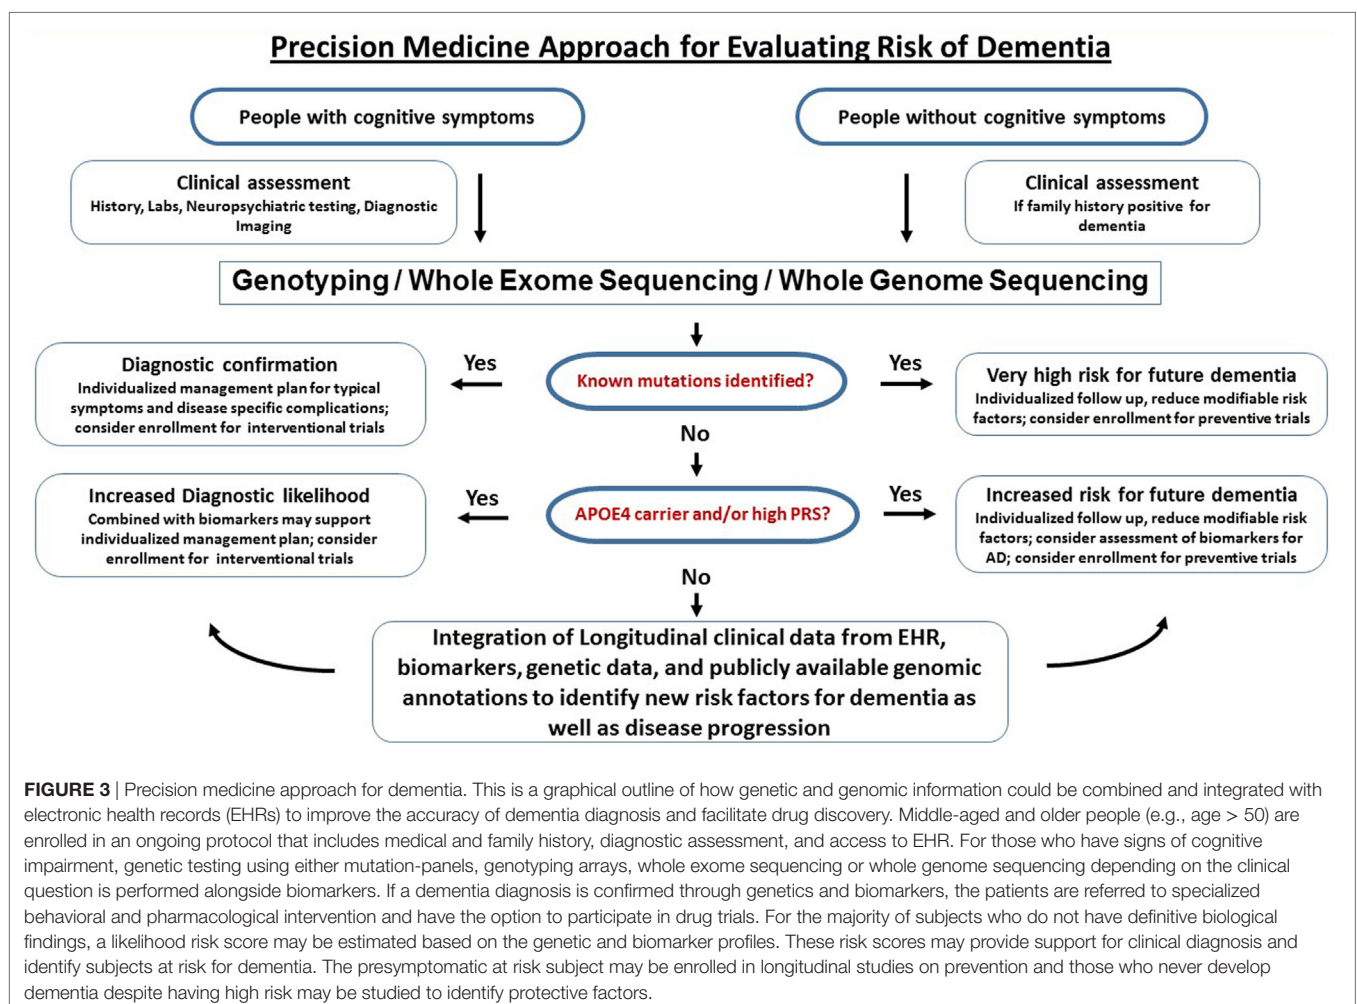 Precision Medicine Approach for Evaluating Risk of Dementia
People with cognitive symptoms
People without cognitive symptoms
Clinical assessment
History, Labs, Neuropsychiatric testing, Diagnostic
Imaging
Clinical assessment
If family history positive for
dementia
Genotyping / Whole Exome Sequencing / Whole Genome Sequencing
Diagnostic confirmation
Individualized management plan for typical
symptoms and disease specific complications;
consider enrollment for interventional trials
Yes
Known mutations identified?
Yes
Very high risk for future dementia
Individualized follow up, reduce modifiable risk
factors; consider enrollment for preventive trials
No
Increased Diagnostic likelihood
Combined with biomarkers may support
individualized management plan; consider
enrollment for interventional trials
Yes
APOE4 carrier and/or high PRS?
Yes
Increased risk for future dementia
Individualized follow up, reduce modifiable risk
factors; consider assessment of biomarkers for
AD; consider enrollment for preventive trials
No
Integration of Longitudinal clinical data from EHR,
biomarkers, genetic data, and publicly available genomic
annotations to identify new risk factors for dementia as
well as disease progression
FIGURE 3 | Precision medicine approach for dementia. This is a graphical outline of how genetic and genomic information could be combined and integrated with
electronic health records (EHRs) to improve the accuracy of dementia diagnosis and facilitate drug discovery. Middle-aged and older people (e.g., age > 50) are
enrolled in an ongoing protocol that includes medical and family history, diagnostic assessment, and access to EHR. For those who have signs of cognitive
impairment, genetic testing using either mutation-panels, genotyping arrays, whole exome sequencing or whole genome sequencing depending on the clinical
question is performed alongside biomarkers. If a dementia diagnosis is confirmed through genetics and biomarkers, the patients are referred to specialized
behavioral and pharmacological intervention and have the option to participate in drug trials. For the majority of subjects who do not have definitive biological
findings, a likelihood risk score may be estimated based on the genetic and biomarker profiles. These risk scores may provide support for clinical diagnosis and
identify subjects at risk for dementia. The presymptomatic at risk subject may be enrolled in longitudinal studies on prevention and those who never develop
dementia despite having high risk may be studied to identify protective factors.